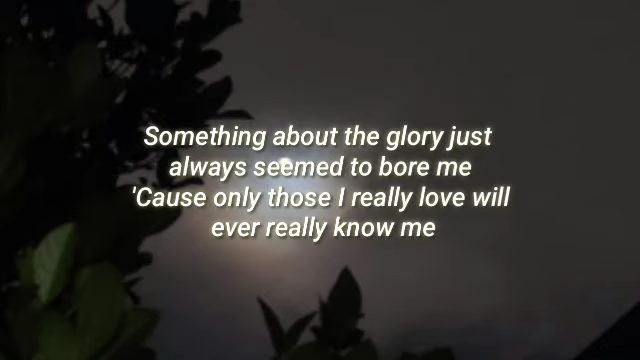 Something about the glory just
always seemed to bore me
'Cause only those I really love will
ever really know me